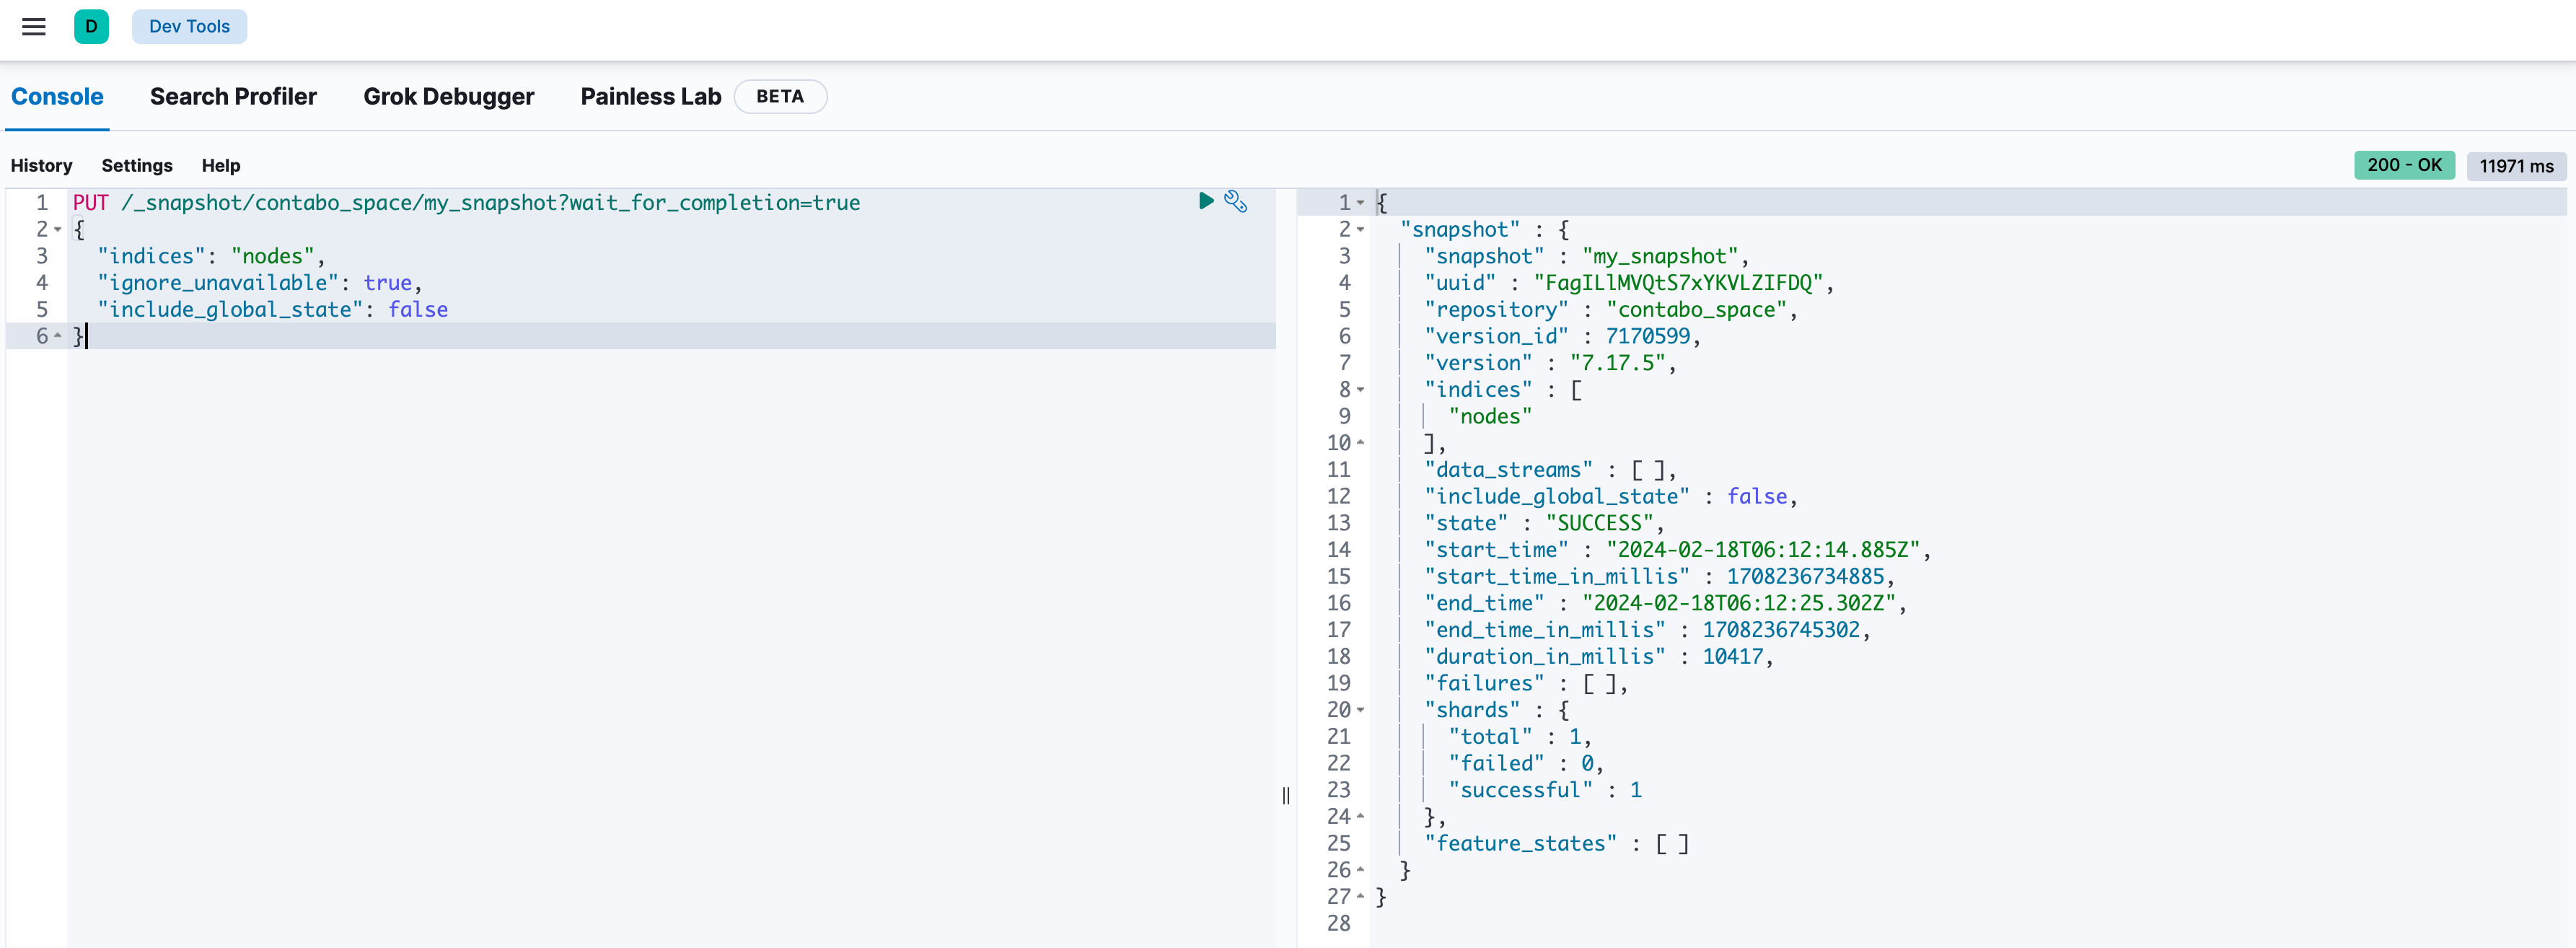 D Dev Tools
Console Search Profiler Grok Debugger Painless Lab BETA
History Settings Help 200 - OK 11971 ms
1 PUT /_snapshot/contabo_space/my_snapshot?wait_for_completion=true
2 {
3 "indices": "nodes",
4 "ignore_unavailable": true,
5 "include_global_state": false
6 }
1 {
2 "snapshot" : {
3 "snapshot" : "my_snapshot",
4 "uuid" : "FagILlMVQtS7xYKVLZIFDQ",
5 "repository" : "contabo_space",
6 "version_id" : 7170599,
7 "version" : "7.17.5",
8 "indices" : [
9 "nodes"
10 ],
11 "data_streams" : [ ],
12 "include_global_state" : false,
13 "state" : "SUCCESS",
14 "start_time" : "2024-02-18T06:12:14.885Z",
15 "start_time_in_millis" : 1708236734885,
16 "end_time" : "2024-02-18T06:12:25.302Z",
17 "end_time_in_millis" : 1708236745302,
18 "duration_in_millis" : 10417,
19 "failures" : [ ],
20 "shards" : {
21 "total" : 1,
22 "failed" : 0,
23 "successful" : 1
24 },
25 "feature_states" : [ ]
26 }
27 }
28